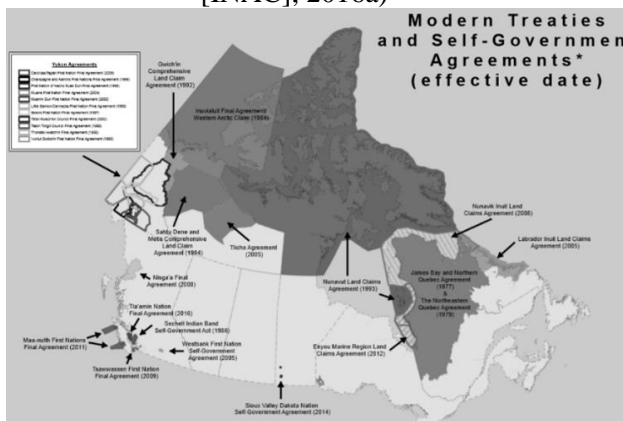 [INAC], 2018a)
Modern Treaties
and Self-Governmen
Agreements*
(effective date)
Yukon Agreements
Gwich'in
Comprehensive
Land Claim
Agreement (1992)
Inuvialuit Final Agreement
Western Arctic Claim (1984)
Sahtu Dene and
Métis Comprehensive
Land Claim
Agreement (1994)
Tlicho Agreement
(2005)
Nunavut Land Claims
Agreement (1993)
Nunavik Inuit Land
Claims Agreement (2008)
Labrador Inuit Land Claims
Agreement (2005)
James Bay and Northern
Quebec Agreement
(1977)
&
The Northeastern
Quebec Agreement
(1978)
Eeyou Marine Region Land
Claims Agreement (2012)
Nisga'a Final
Agreement (2000)
Tla'amin Nation
Final Agreement (2016)
Sechelt Indian Band
Self-Government Act (1986)
Maa-nulth First Nations
Final Agreement (2011)
Westbank First Nation
Self-Government
Agreement (2005)
Tsawwassen First Nation
Final Agreement (2009)
Sioux Valley Dakota Nation
Self-Government Agreement (2014)